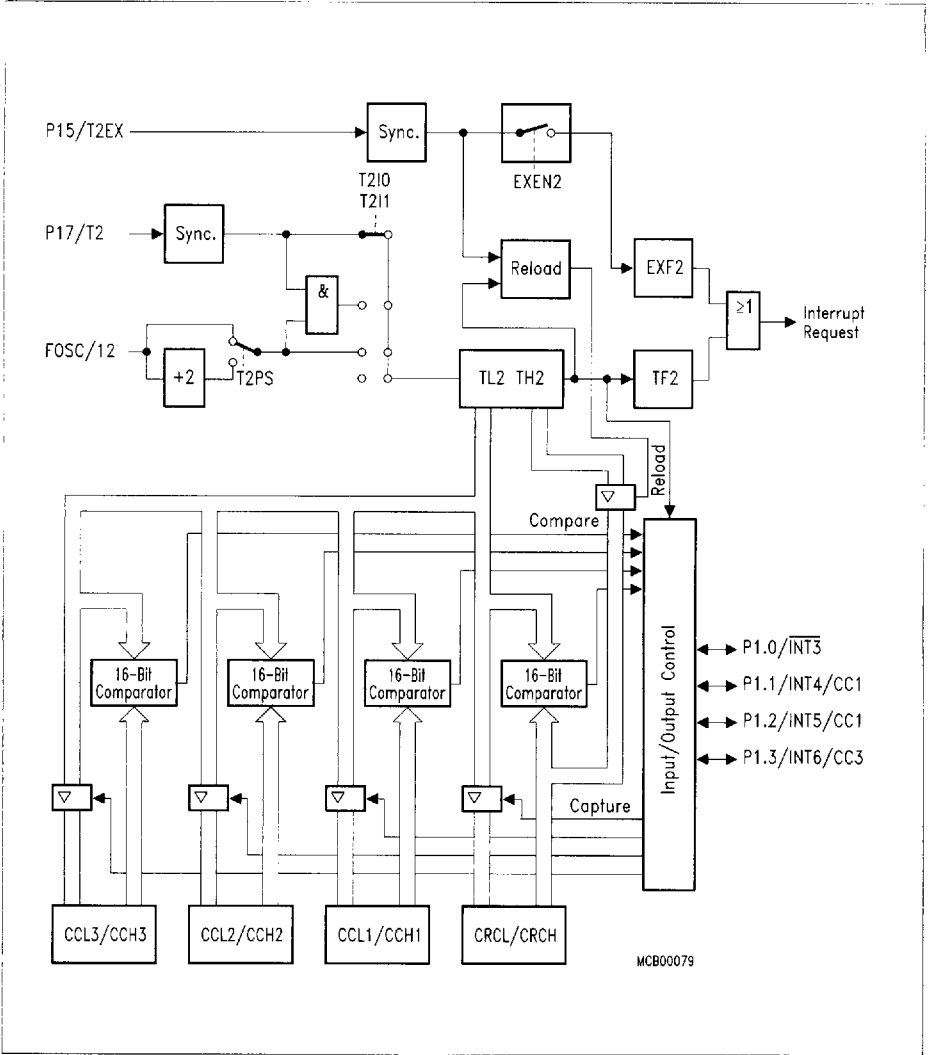 P15/T2EX
Sync.
EXEN2
T2I0
T2I1
P17/T2
Sync.
&
Reload
EXF2
≥1
Interrupt
Request
FOSC/12
+2
T2PS
TL2 TH2
TF2
Reload
Compare
16-Bit
Comparator
16-Bit
Comparator
16-Bit
Comparator
16-Bit
Comparator
Input/Output Control
P1.0/I̅N̅T̅3̅
P1.1/INT4/CC1
P1.2/INT5/CC1
P1.3/INT6/CC3
▽
▽
▽
▽
▽
Capture
CCL3/CCH3
CCL2/CCH2
CCL1/CCH1
CRCL/CRCH
MCB00079